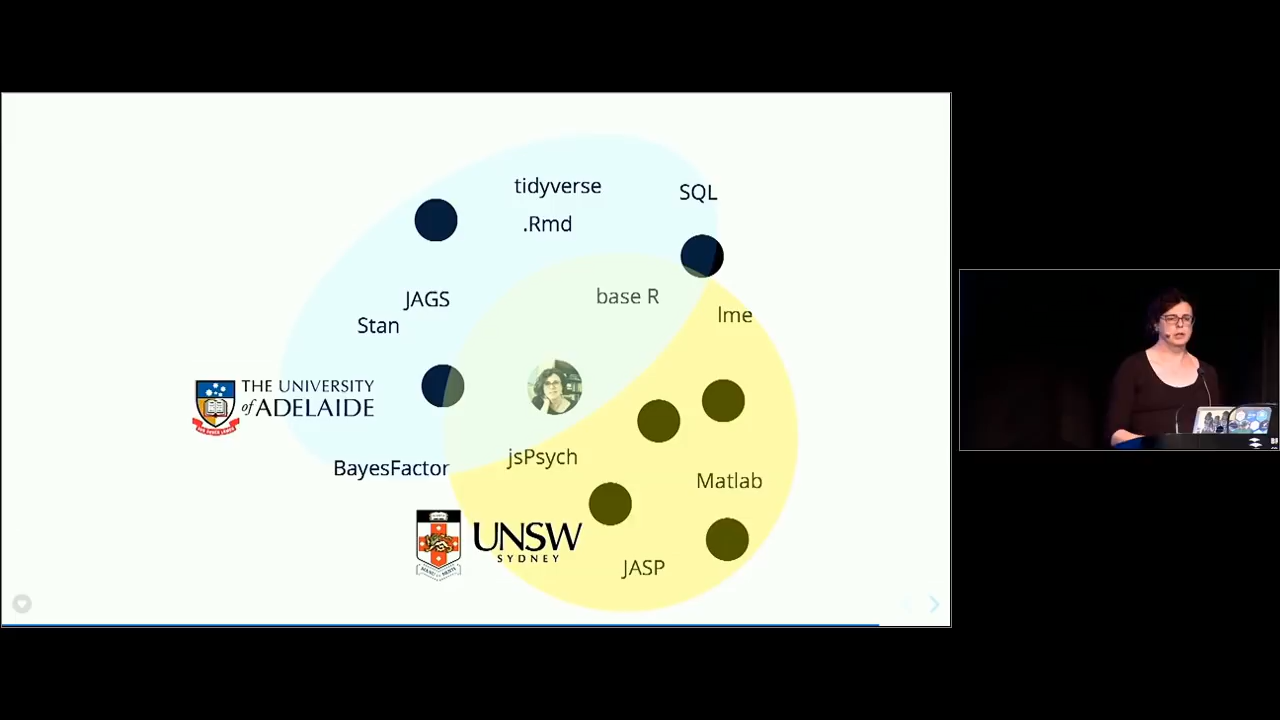 tidyverse
SQL
.Rmd
base R
JAGS
lme
Stan
THE UNIVERSITY
of ADELAIDE
jsPsych
BayesFactor
Matlab
UNSW
SYDNEY
JASP